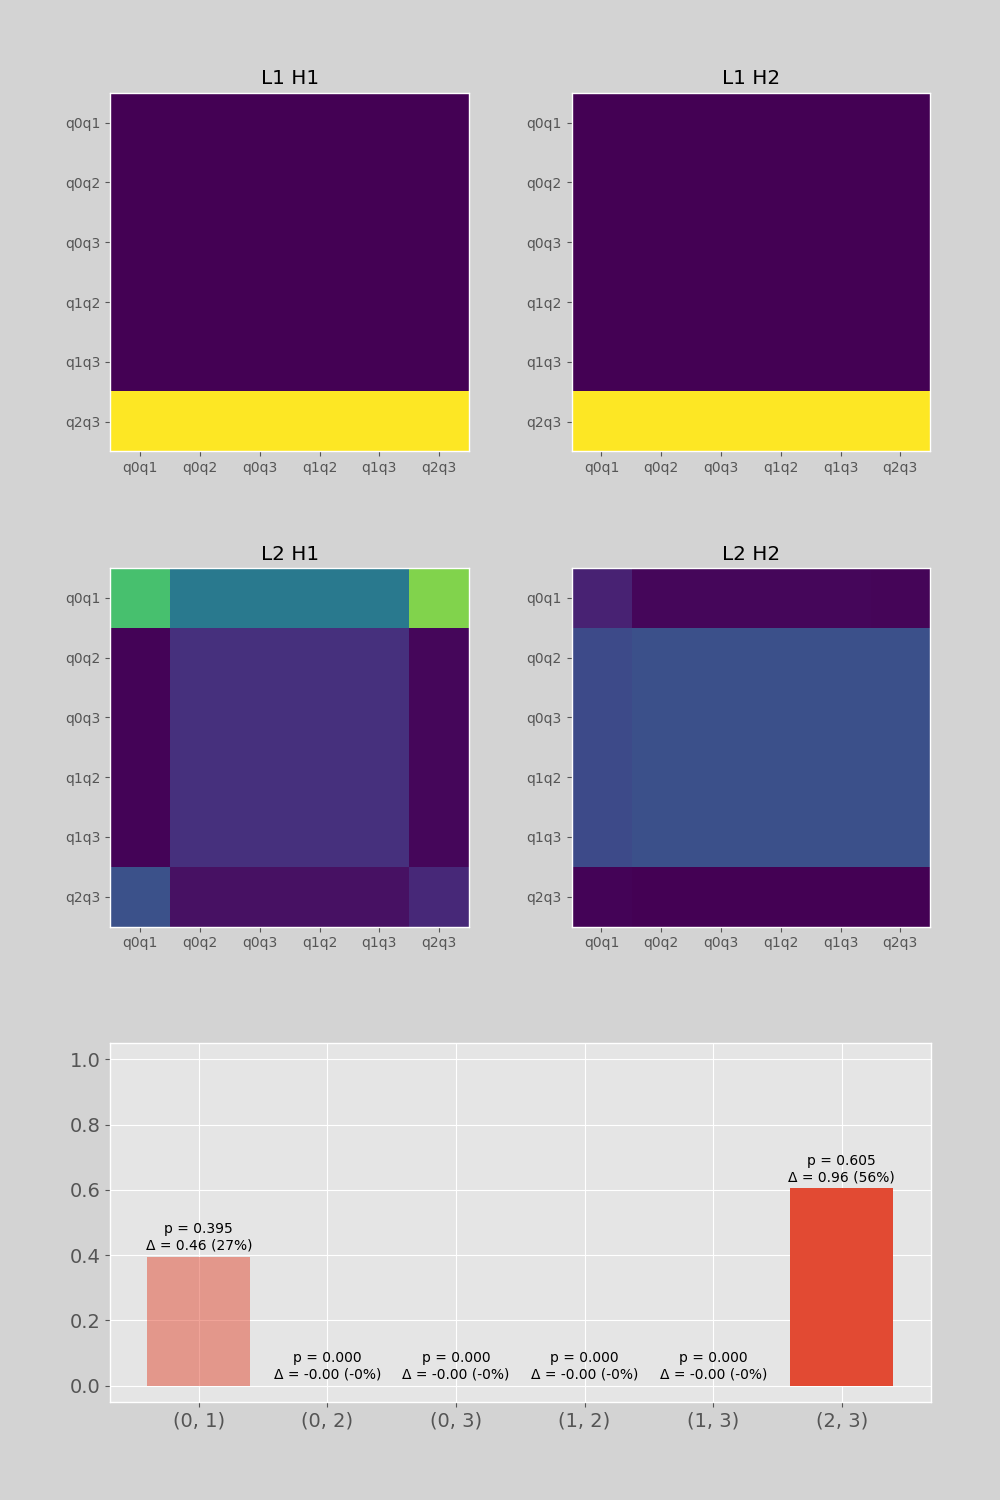 L1 H1
q0q1
q0q2
q0q3
q1q2
q1q3
q2q3
q0q1 q0q2 q0q3 q1q2 q1q3 q2q3
L1 H2
q0q1
q0q2
q0q3
q1q2
q1q3
q2q3
q0q1 q0q2 q0q3 q1q2 q1q3 q2q3
L2 H1
q0q1
q0q2
q0q3
q1q2
q1q3
q2q3
q0q1 q0q2 q0q3 q1q2 q1q3 q2q3
L2 H2
q0q1
q0q2
q0q3
q1q2
q1q3
q2q3
q0q1 q0q2 q0q3 q1q2 q1q3 q2q3
1.0
0.8
0.6
0.4
0.2
0.0
p = 0.395
Δ = 0.46 (27%)
p = 0.000
Δ = -0.00 (-0%)
p = 0.000
Δ = -0.00 (-0%)
p = 0.000
Δ = -0.00 (-0%)
p = 0.000
Δ = -0.00 (-0%)
p = 0.605
Δ = 0.96 (56%)
(0, 1) (0, 2) (0, 3) (1, 2) (1, 3) (2, 3)